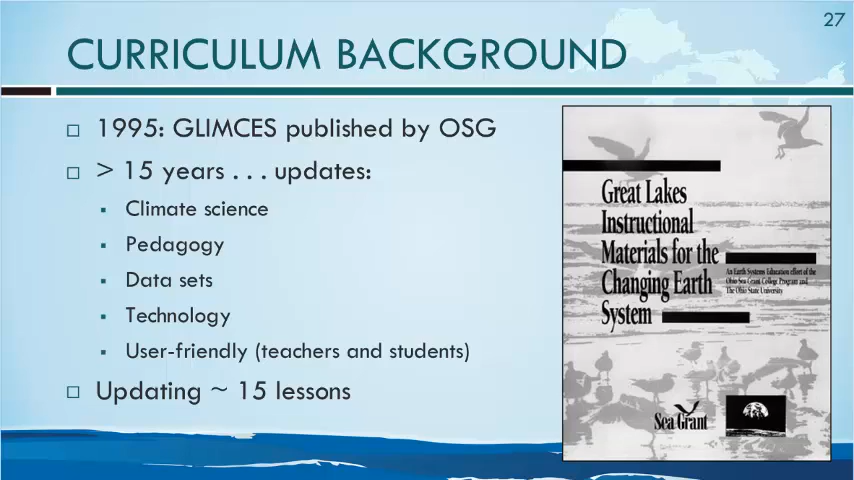 27
CURRICULUM BACKGROUND
1995: GLIMCES published by OSG
> 15 years . . . updates:
Climate science
Pedagogy
Data sets
Technology
User-friendly (teachers and students)
Updating ~ 15 lessons
Great Lakes
Instructional
Materials for the
Changing Earth
System
An Earth Systems Education effort of the
Ohio Sea Grant College Program and
The Ohio State University
Sea Grant